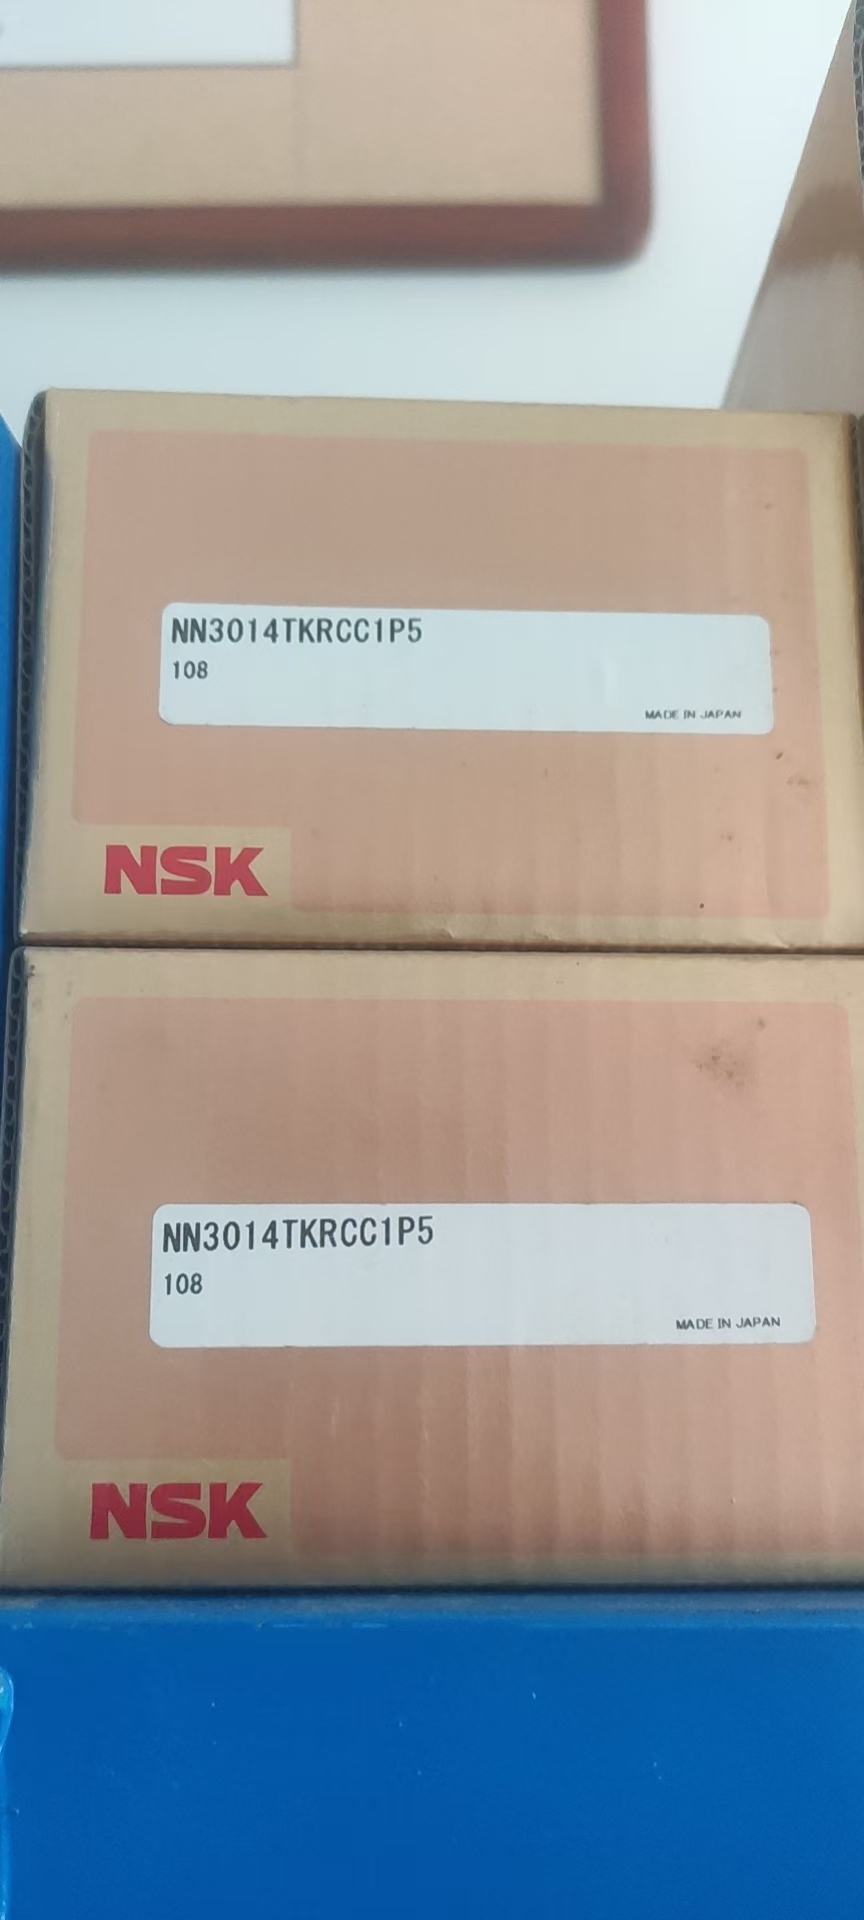 NN3014TKRCC1P5
108
MADE IN JAPAN
NSK
NN3014TKRCC1P5
108
MADE IN JAPAN
NSK